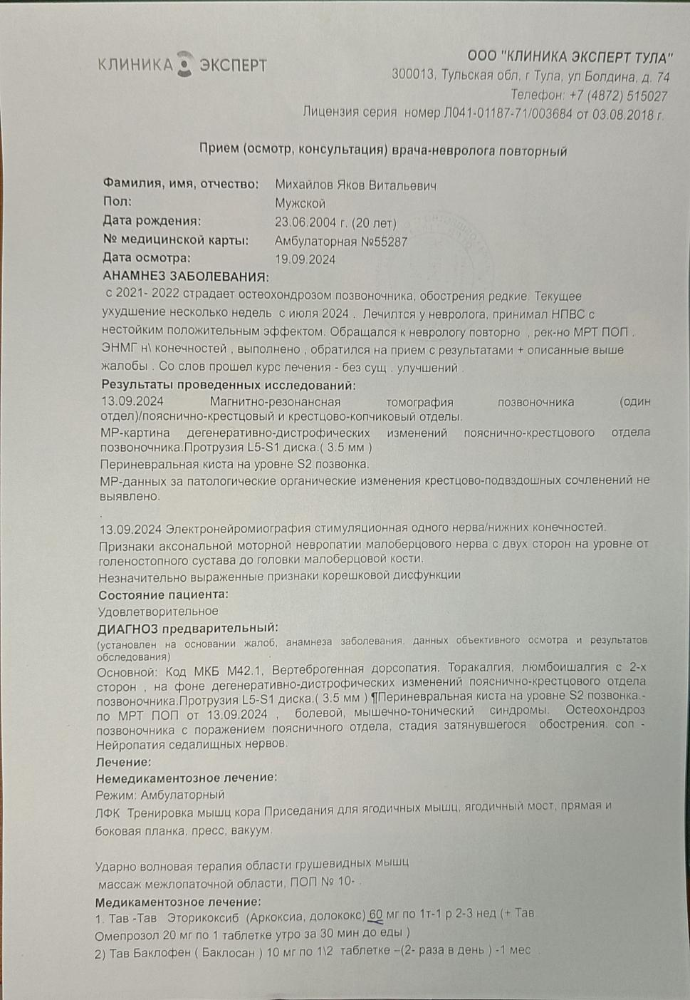 КЛИНИКА ЭКСПЕРТ
ООО "КЛИНИКА ЭКСПЕРТ ТУЛА"
300013, Тульская обл, г Тула, ул Болдина, д. 74
Телефон: +7 (4872) 515027
Лицензия серия номер Л041-01187-71/003684 от 03.08.2018 г.
Прием (осмотр, консультация) врача-невролога повторный
Фамилия, имя, отчество: Михайлов Яков Витальевич
Пол: Мужской
Дата рождения: 23.06.2004 г. (20 лет)
№ медицинской карты: Амбулаторная №55287
Дата осмотра: 19.09.2024
АНАМНЕЗ ЗАБОЛЕВАНИЯ:
с 2021- 2022 страдает остеохондрозом позвоночника, обострения редкие. Текущее
ухудшение несколько недель с июля 2024 . Лечилтся у невролога, принимал НПВС с
нестойким положительным эффектом. Обращался к неврологу повторно , рек-но МРТ ПОП .
ЭНМГ н\ конечностей , выполнено , обратился на прием с результатами + описанные выше
жалобы . Со слов прошел курс лечения - без сущ . улучшений .
Результаты проведенных исследований:
13.09.2024 Магнитно-резонансная томография позвоночника (один
отдел)/пояснично-крестцовый и крестцово-копчиковый отделы.
МР-картина дегенеративно-дистрофических изменений пояснично-крестцового отдела
позвоночника.Протрузия L5-S1 диска.( 3.5 мм )
Периневральная киста на уровне S2 позвонка.
МР-данных за патологические органические изменения крестцово-подвздошных сочленений не
выявлено.
.
13.09.2024 Электронейромиография стимуляционная одного нерва/нижних конечностей.
Признаки аксональной моторной невропатии малоберцового нерва с двух сторон на уровне от
голеностопного сустава до головки малоберцовой кости.
Незначительно выраженные признаки корешковой дисфункции
Состояние пациента:
Удовлетворительное
ДИАГНОЗ предварительный:
(установлен на основании жалоб, анамнеза заболевания, данных объективного осмотра и результатов
обследования)
Основной: Код МКБ М42.1, Вертеброгенная дорсопатия. Торакалгия, люмбоишалгия с 2-х
сторон , на фоне дегенеративно-дистрофических изменений пояснично-крестцового отдела
позвоночника.Протрузия L5-S1 диска.( 3.5 мм ) ¶Периневральная киста на уровне S2 позвонка.-
по МРТ ПОП от 13.09.2024 , болевой, мышечно-тонический синдромы. Остеохондроз
позвоночника с поражением поясничного отдела, стадия затянувшегося обострения. соп -
Нейропатия седалищных нервов.
Лечение:
Немедикаментозное лечение:
Режим: Амбулаторный
ЛФК Тренировка мышц кора Приседания для ягодичных мышц, ягодичный мост, прямая и
боковая планка, пресс, вакуум.
Ударно волновая терапия области грушевидных мышц
массаж межлопаточной области, ПОП № 10- .
Медикаментозное лечение:
1. Тав -Тав Эторикоксиб (Аркоксиа, долококс) 60 мг по 1т-1 р 2-3 нед (+ Тав
Омепрозол 20 мг по 1 таблетке утро за 30 мин до еды )
2) Тав Баклофен ( Баклосан ) 10 мг по 1\2 таблетке –(2- раза в день ) -1 мес .